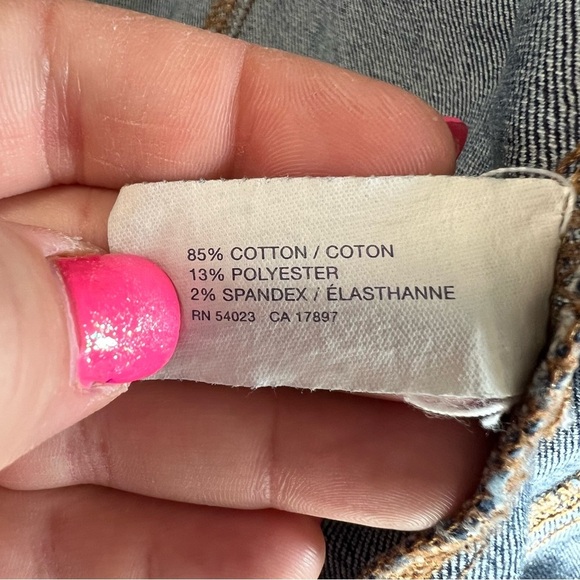 85% COTTON / COTON
13% POLYESTER
2% SPANDEX / ÉLASTHANNE
RN 54023 CA 17897